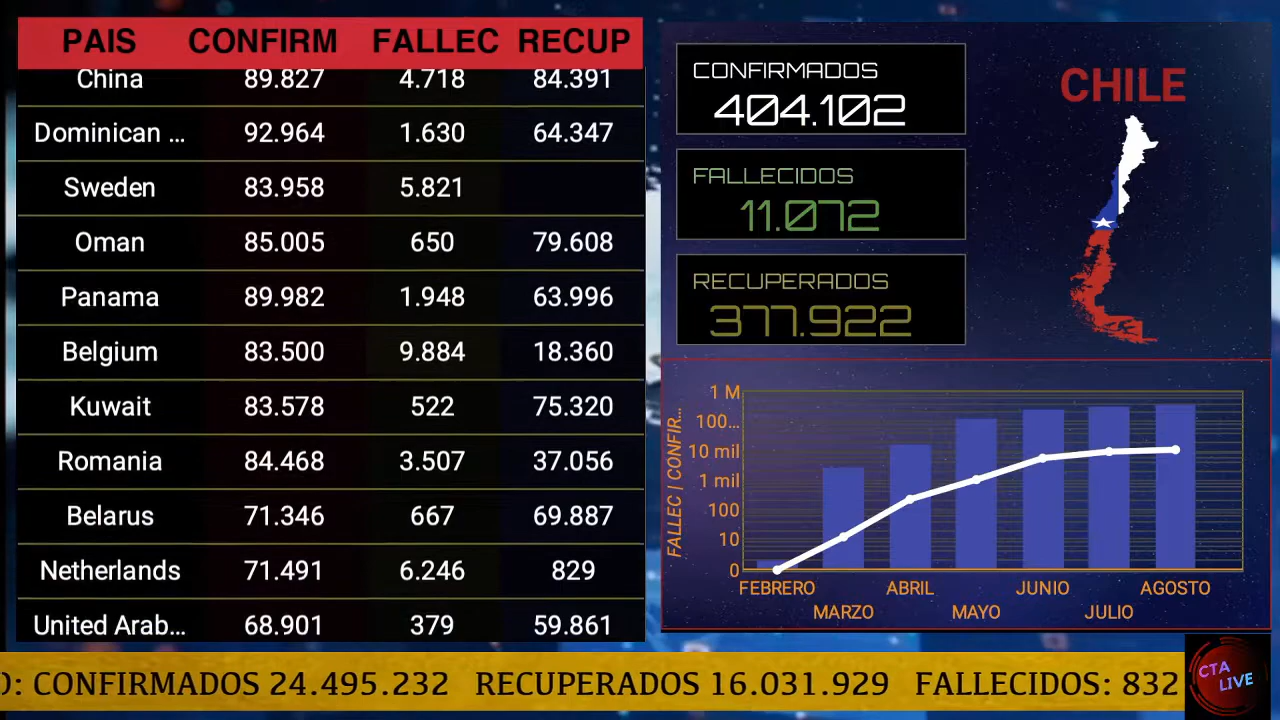 PAIS CONFIRM FALLEC RECUP
China 89.827 4.718 84.391
Dominican ... 92.964 1.630 64.347
Sweden 83.958 5.821
Oman 85.005 650 79.608
Panama 89.982 1.948 63.996
Belgium 83.500 9.884 18.360
Kuwait 83.578 522 75.320
Romania 84.468 3.507 37.056
Belarus 71.346 667 69.887
Netherlands 71.491 6.246 829
United Arab... 68.901 379 59.861
CONFIRMADOS
404.102
FALLECIDOS
11.072
RECUPERADOS
377.922
CHILE
FALLEC | CONFIR...
1 M
100...
10 mil
1 mil
100
10
0
FEBRERO ABRIL JUNIO AGOSTO
MARZO MAYO JULIO
): CONFIRMADOS 24.495.232 RECUPERADOS 16.031.929 FALLECIDOS: 832
CTA
LIVE